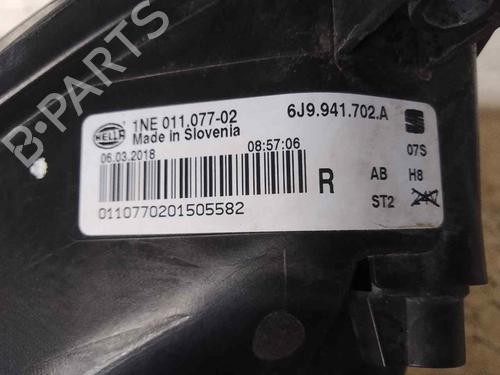 HELLA
1NE 011.077-02
6J9.941.702.A
Made in Slovenia
06.03.2018
08:57:06
07S
R
AB
H8
ST2
0110770201505582
B-PARTS